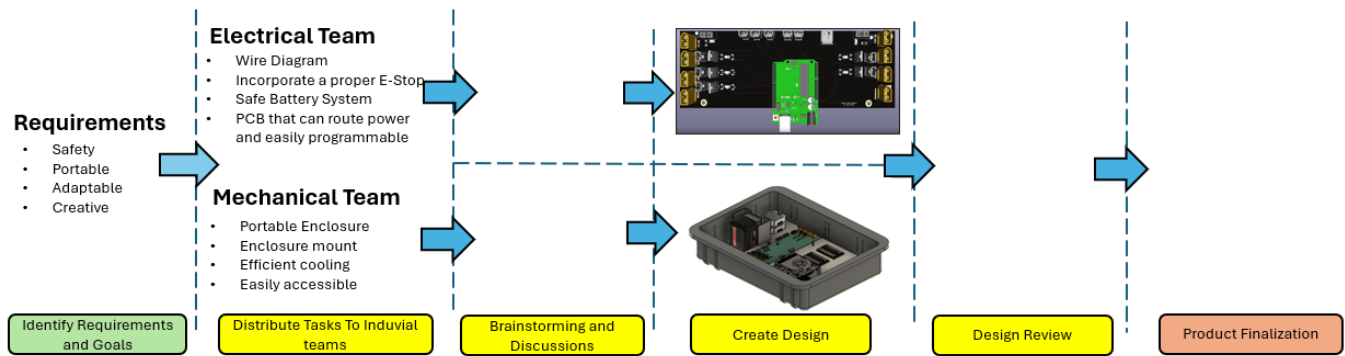 Requirements
• Safety
• Portable
• Adaptable
• Creative
Electrical Team
• Wire Diagram
• Incorporate a proper E-Stop
• Safe Battery System
• PCB that can route power
and easily programmable
Mechanical Team
• Portable Enclosure
• Enclosure mount
• Efficient cooling
• Easily accessible
Identify Requirements
and Goals
Distribute Tasks To Induvial
teams
Brainstorming and
Discussions
Create Design
Design Review
Product Finalization